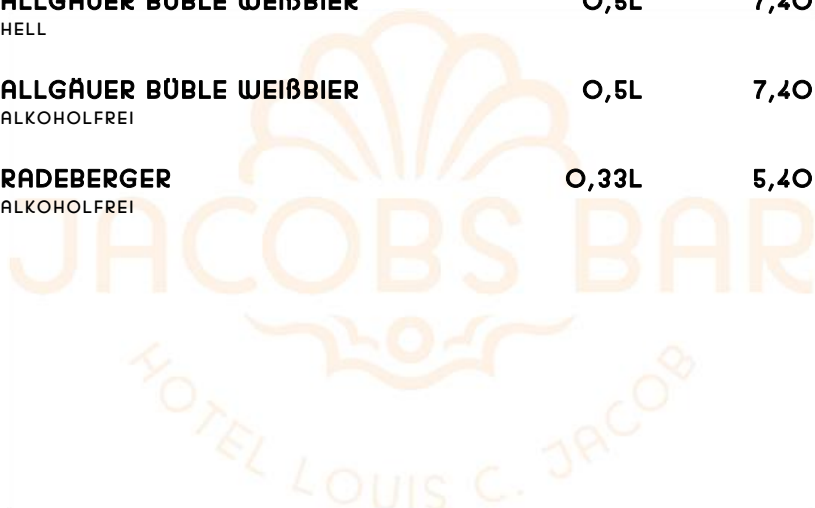 ALLGÄUER BÜBLE WEIßBIER 0,5L 7,40
HELL
ALLGÄUER BÜBLE WEIßBIER 0,5L 7,40
ALKOHOLFREI
RADEBERGER 0,33L 5,40
ALKOHOLFREI
JACOBS BAR
HOTEL LOUIS C. JACOB